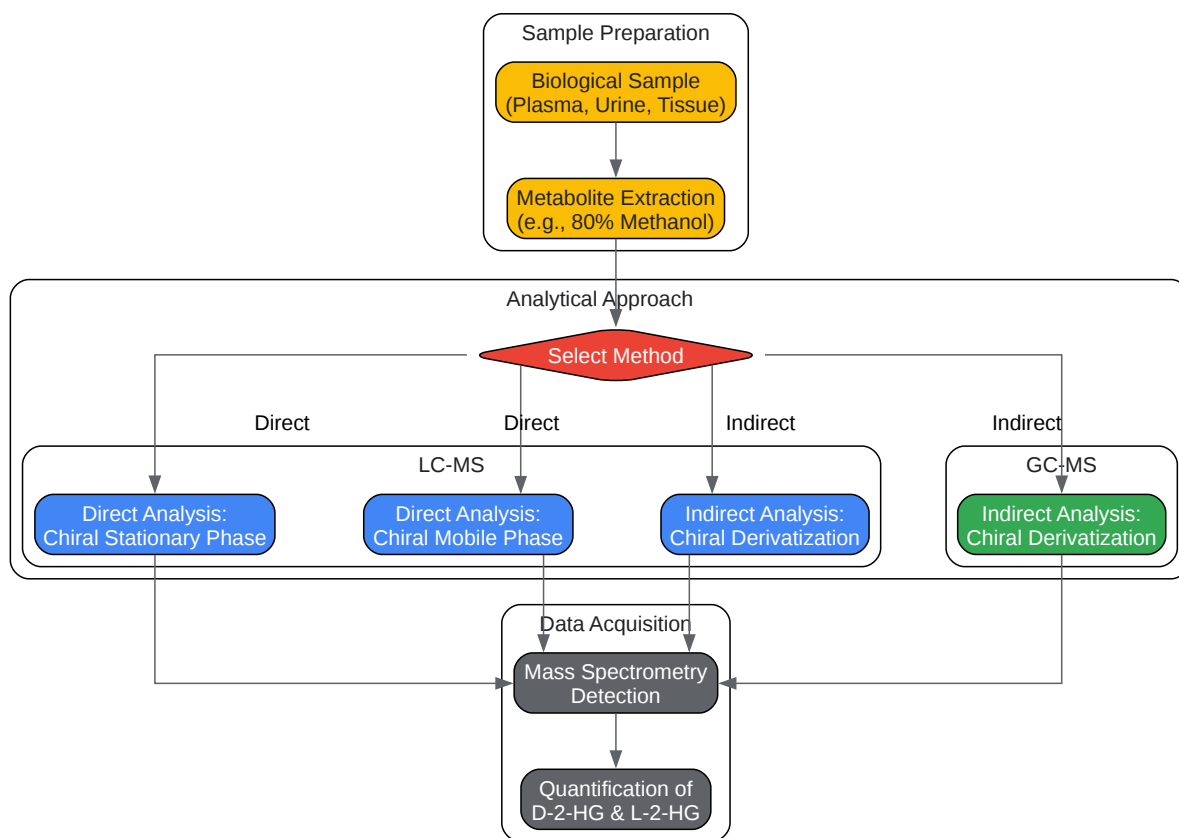 Sample Preparation
Biological Sample
(Plasma, Urine, Tissue)
Metabolite Extraction
(e.g., 80% Methanol)
Analytical Approach
Select Method
Direct
Direct
Indirect
Indirect
LC-MS
GC-MS
Direct Analysis:
Chiral Stationary Phase
Direct Analysis:
Chiral Mobile Phase
Indirect Analysis:
Chiral Derivatization
Indirect Analysis:
Chiral Derivatization
Data Acquisition
Mass Spectrometry
Detection
Quantification of
D-2-HG & L-2-HG